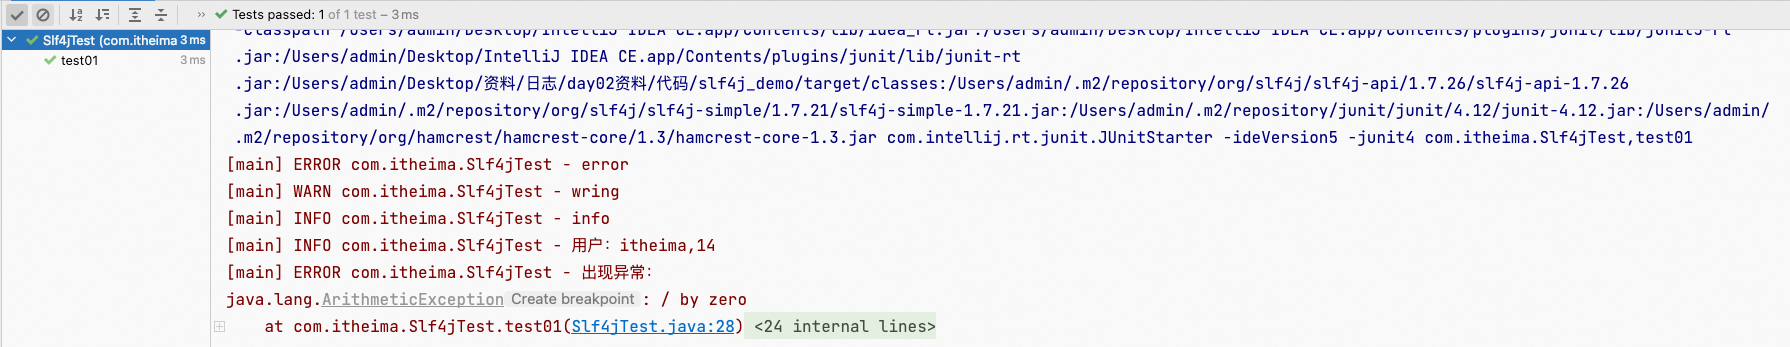 Tests passed: 1 of 1 test – 3 ms
Slf4jTest (com.itheima 3 ms
test01 3 ms
-classpath /Users/admin/Desktop/IntelliJ IDEA CE.app/Contents/lib/idea_rt.jar:/Users/admin/Desktop/IntelliJ IDEA CE.app/Contents/plugins/junit/lib/junit5-rt
.jar:/Users/admin/Desktop/IntelliJ IDEA CE.app/Contents/plugins/junit/lib/junit-rt
.jar:/Users/admin/Desktop/资料/日志/day02资料/代码/slf4j_demo/target/classes:/Users/admin/.m2/repository/org/slf4j/slf4j-api/1.7.26/slf4j-api-1.7.26
.jar:/Users/admin/.m2/repository/org/slf4j/slf4j-simple/1.7.21/slf4j-simple-1.7.21.jar:/Users/admin/.m2/repository/junit/junit/4.12/junit-4.12.jar:/Users/admin/
.m2/repository/org/hamcrest/hamcrest-core/1.3/hamcrest-core-1.3.jar com.intellij.rt.junit.JUnitStarter -ideVersion5 -junit4 com.itheima.Slf4jTest,test01
[main] ERROR com.itheima.Slf4jTest - error
[main] WARN com.itheima.Slf4jTest - wring
[main] INFO com.itheima.Slf4jTest - info
[main] INFO com.itheima.Slf4jTest - 用户：itheima,14
[main] ERROR com.itheima.Slf4jTest - 出现异常：
java.lang.ArithmeticException Create breakpoint : / by zero
at com.itheima.Slf4jTest.test01(Slf4jTest.java:28) <24 internal lines>